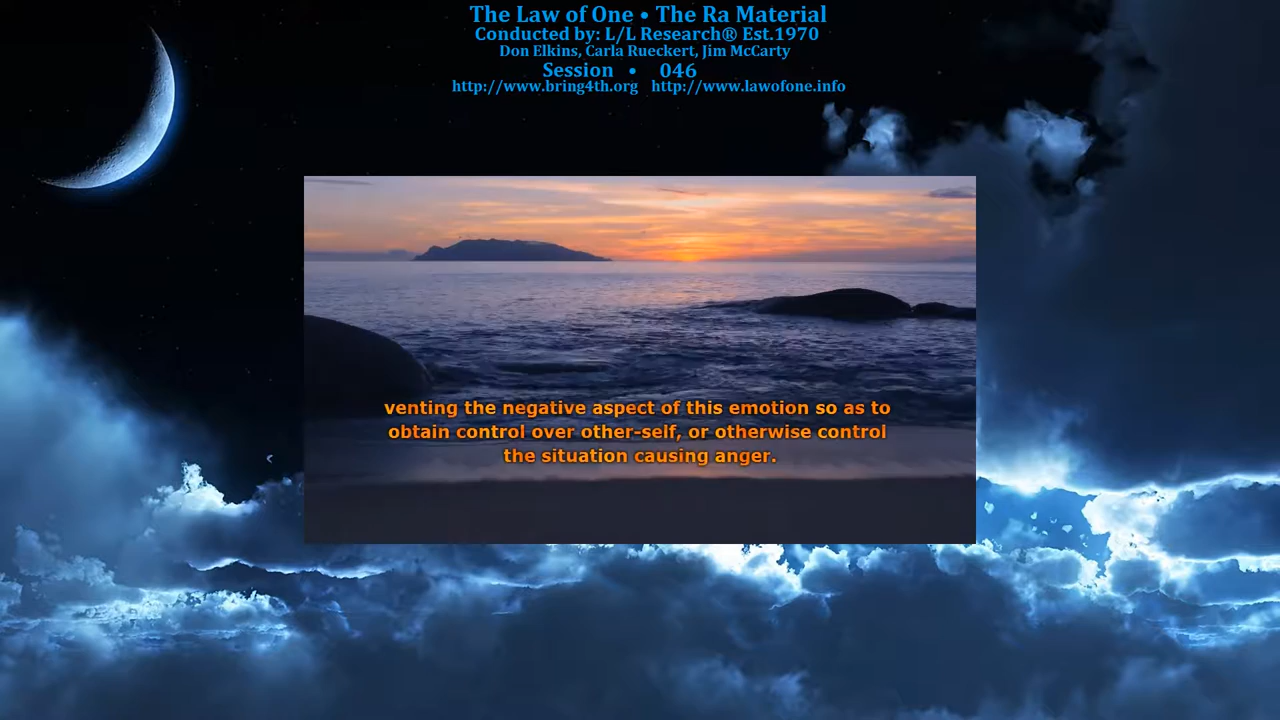 The Law of One • The Ra Material
Conducted by: L/L Research® Est.1970
Don Elkins, Carla Rueckert, Jim McCarty
Session • 046
http://www.bring4th.org http://www.lawofone.info
venting the negative aspect of this emotion so as to
obtain control over other-self, or otherwise control
the situation causing anger.